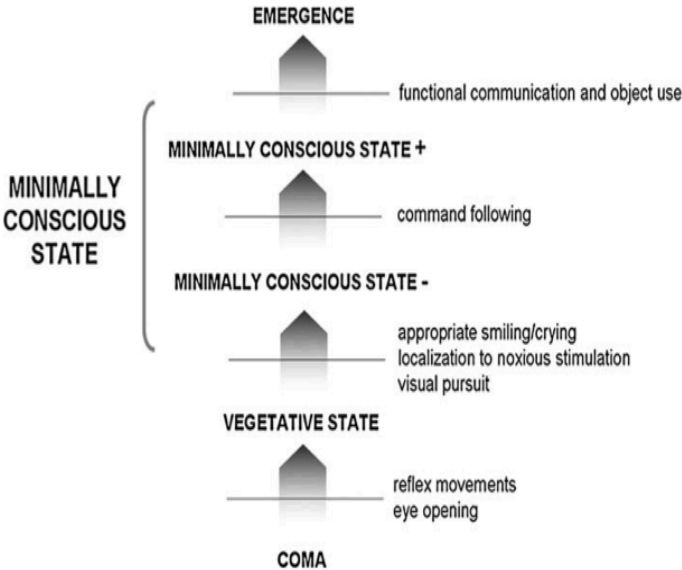 EMERGENCE
functional communication and object use
MINIMALLY CONSCIOUS STATE +
MINIMALLY
CONSCIOUS
STATE
command following
MINIMALLY CONSCIOUS STATE -
appropriate smiling/crying
localization to noxious stimulation
visual pursuit
VEGETATIVE STATE
reflex movements
eye opening
COMA